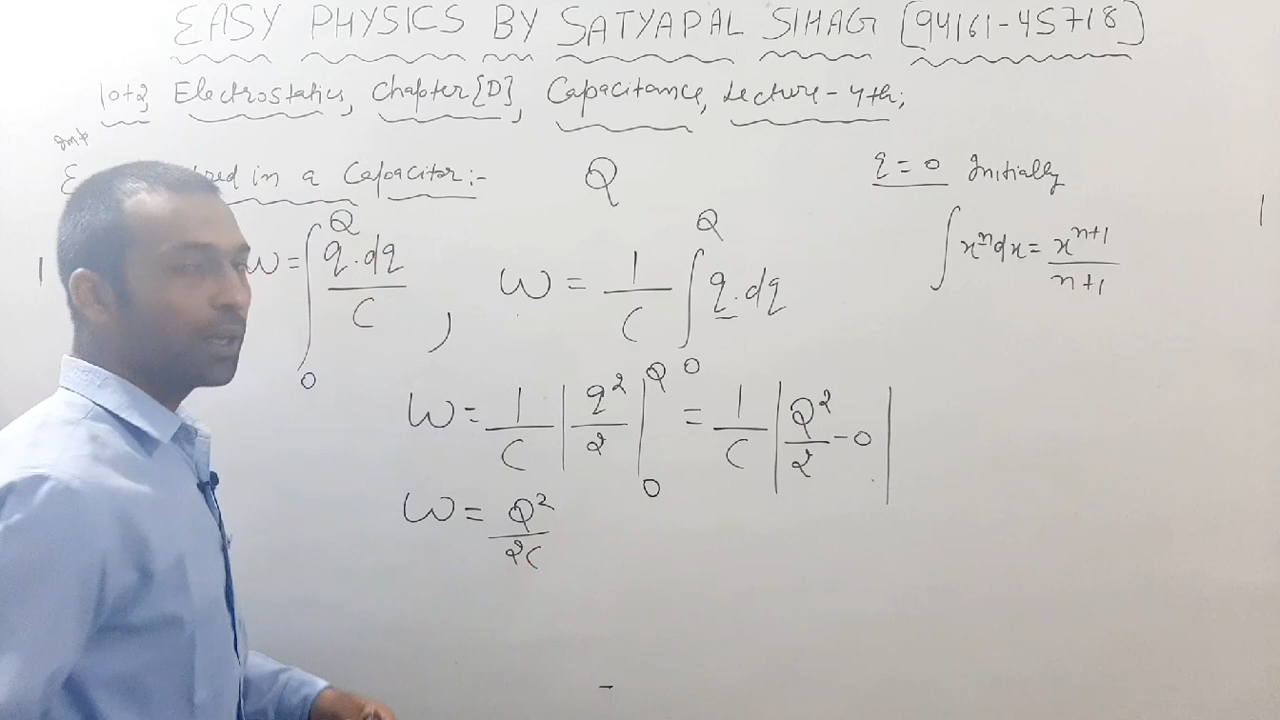 EASY PHYSICS BY SATYAPAL SIHAG [94161-45718]
10+2, Electrostatics, Chapter [D], Capacitance, Lecture-4th;
Imp
in a Capacitor:- Q q = 0 Initially
W = ∫₀^Q q.dq/C , W = 1/C ∫₀^Q q.dq ∫xⁿdx = xⁿ⁺¹/n+1
W = 1/C |q²/2|₀^Q = 1/C |Q²/2 - 0|
W = Q²/2C